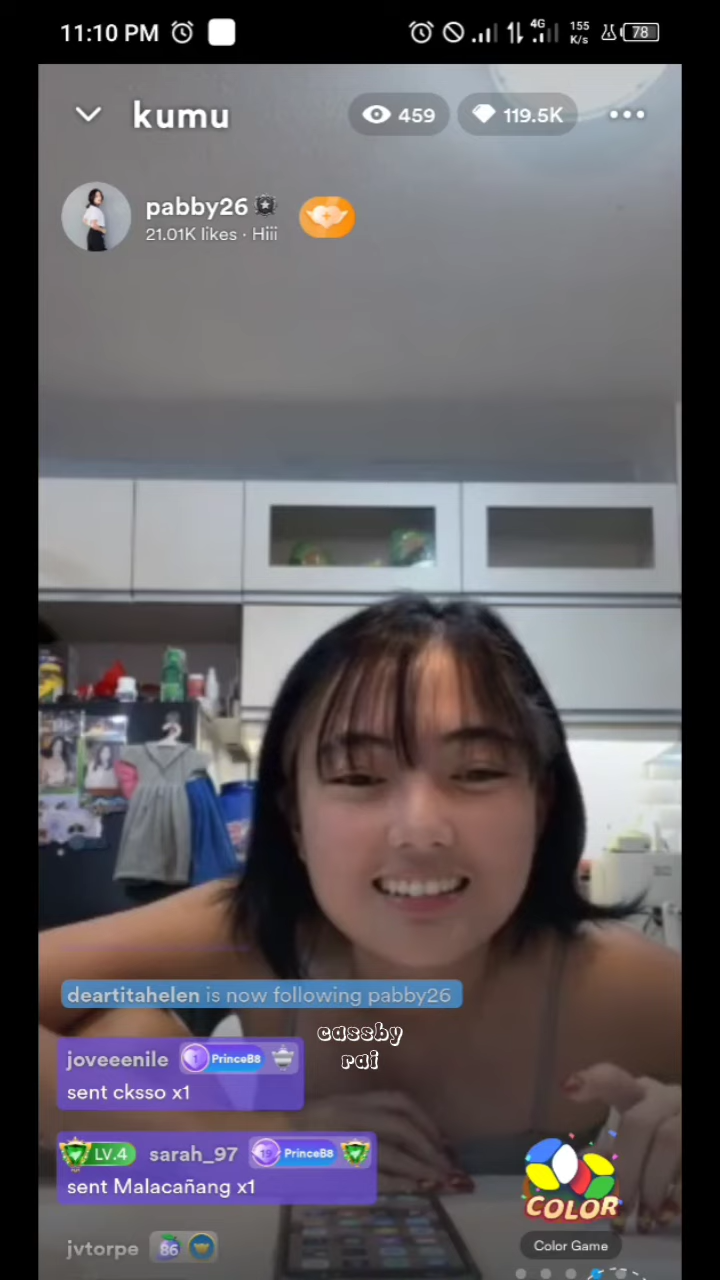 11:10 PM
4G 155 K/s 78
kumu 459 119.5K
pabby26
21.01K likes · Hiii
deartitahelen is now following pabby26
cassby
rai
joveeenile 1 PrinceB8
sent cksso x1
LV.4 sarah_97 19 PrinceB8
sent Malacañang x1
jvtorpe 86
COLOR
Color Game